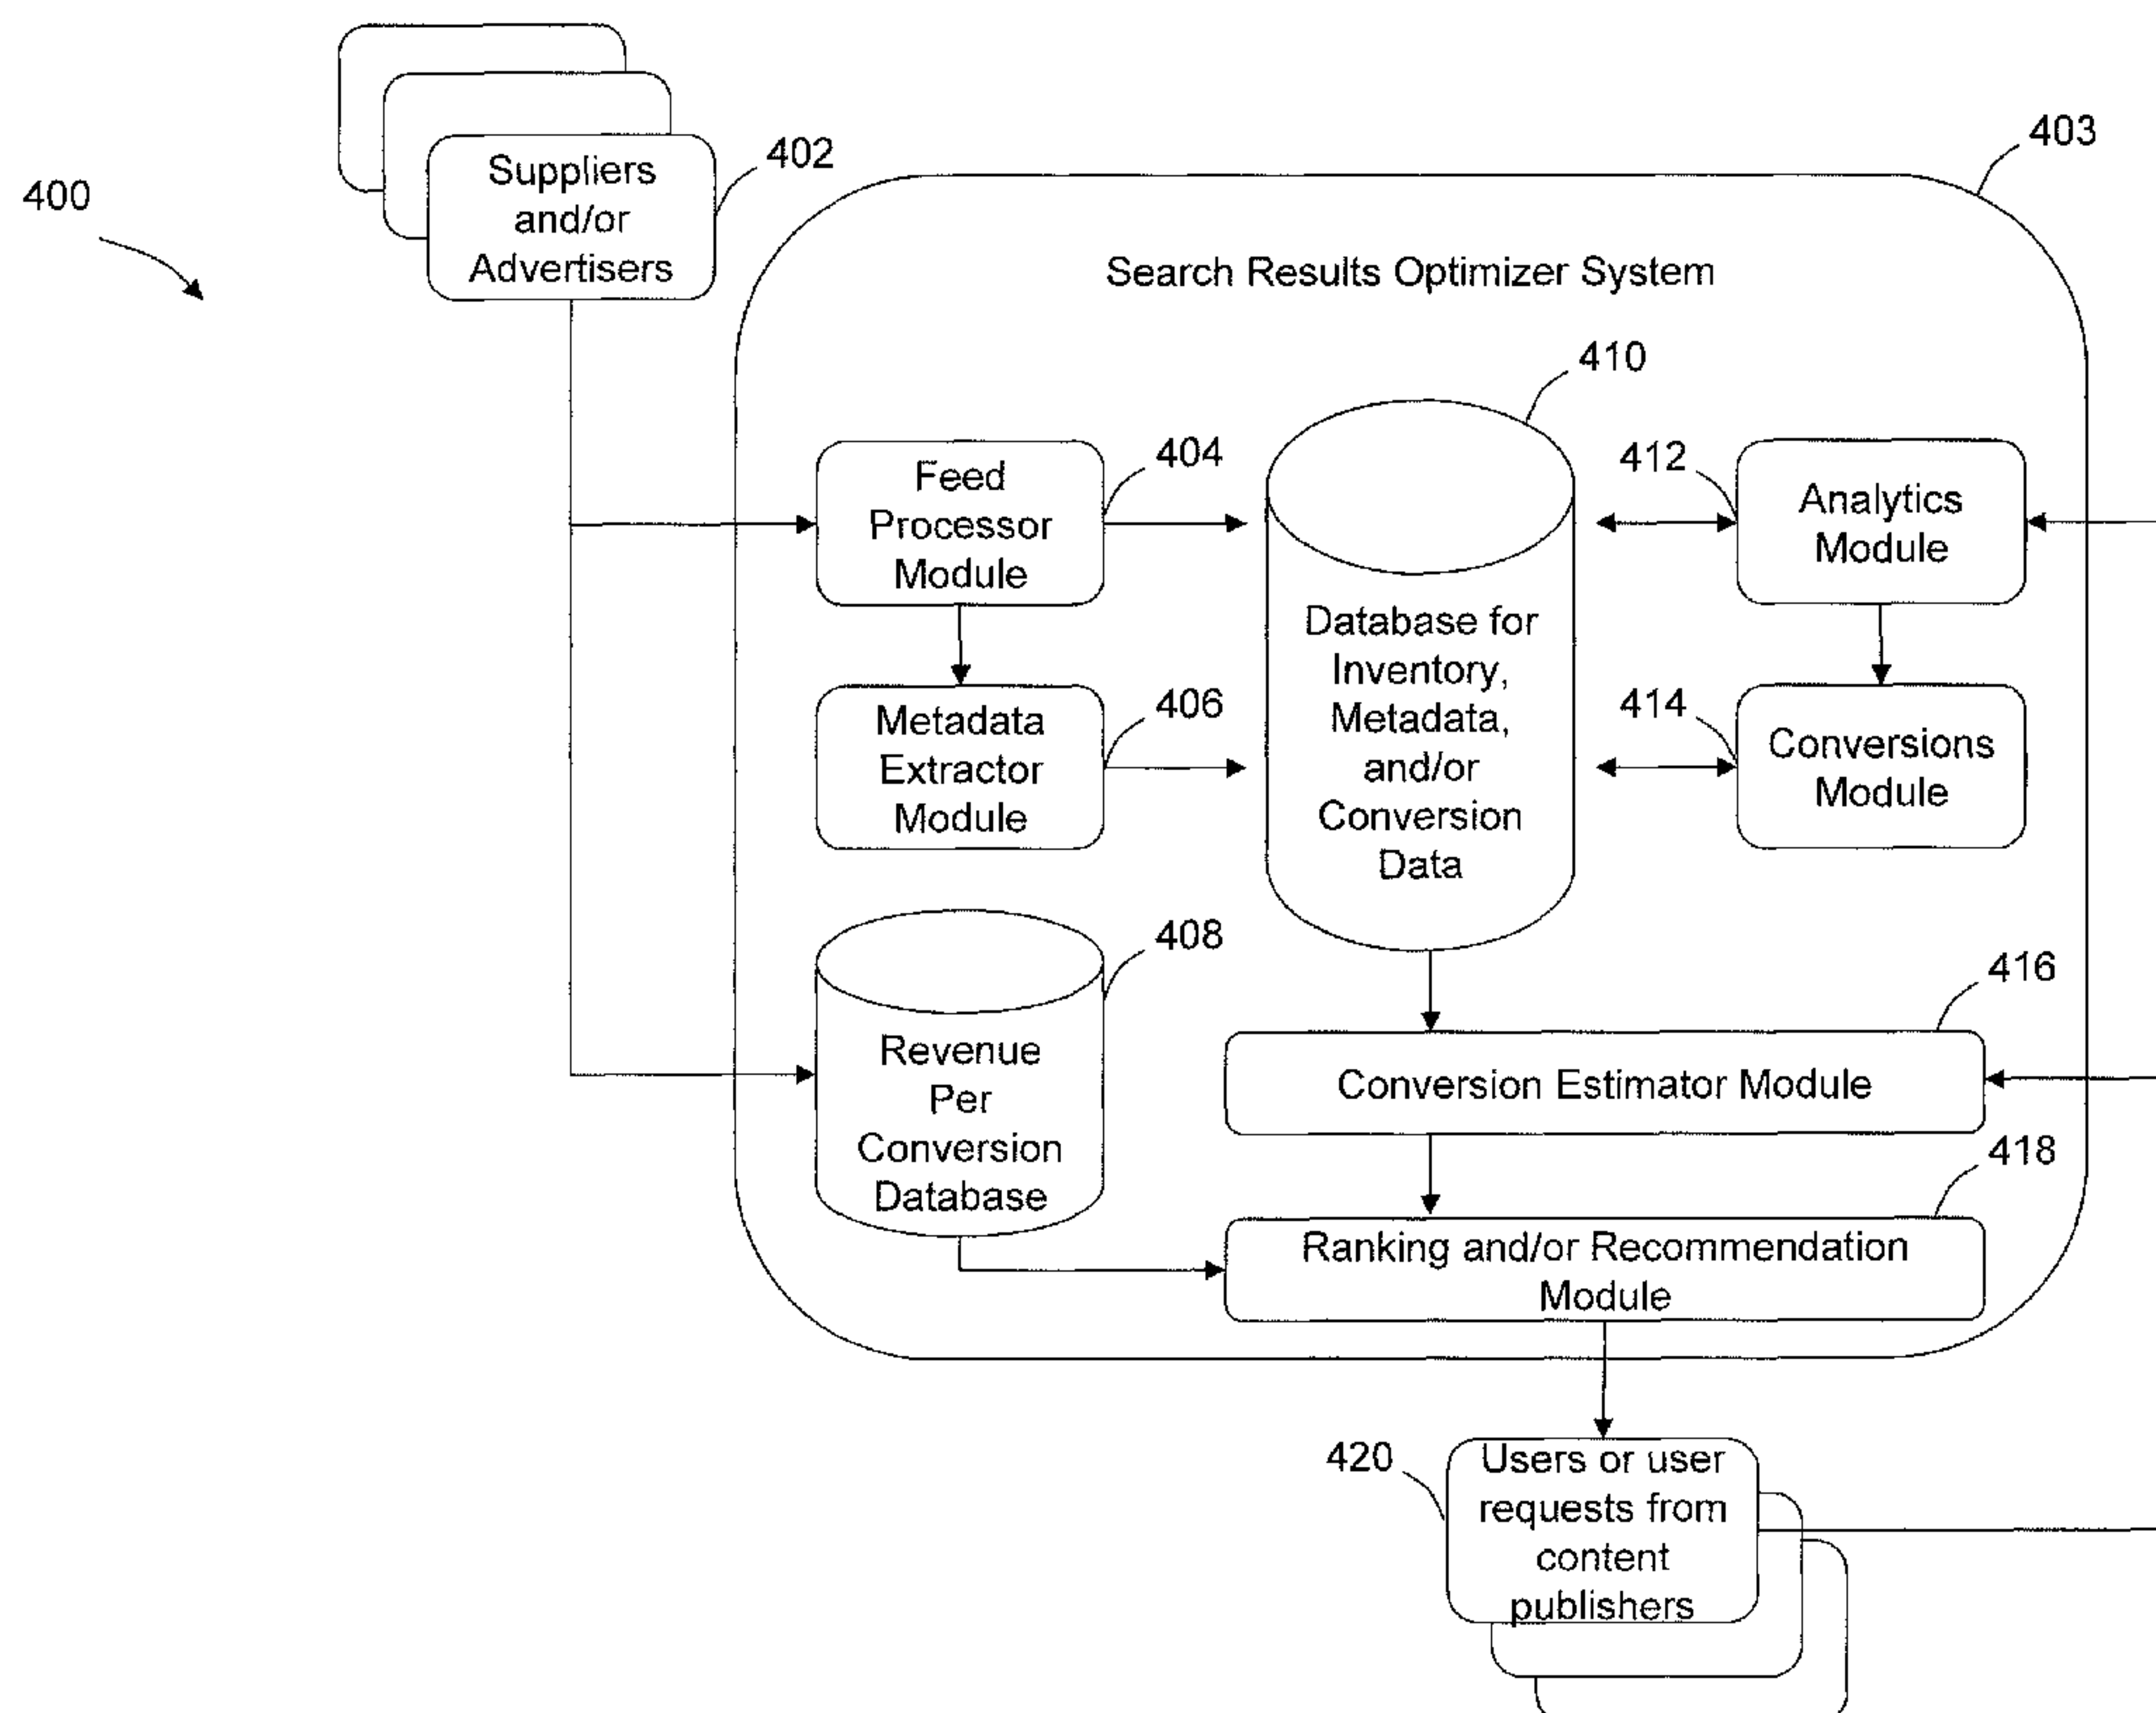 400
Suppliers
and/or
Advertisers
402
403
Search Results Optimizer System
410
Feed
Processor
Module
404
412
Analytics
Module
Metadata
Extractor
Module
406
Database for
Inventory,
Metadata,
and/or
Conversion
Data
414
Conversions
Module
408
Revenue
Per
Conversion
Database
416
Conversion Estimator Module
418
Ranking and/or Recommendation
Module
420
Users or user
requests from
content
publishers